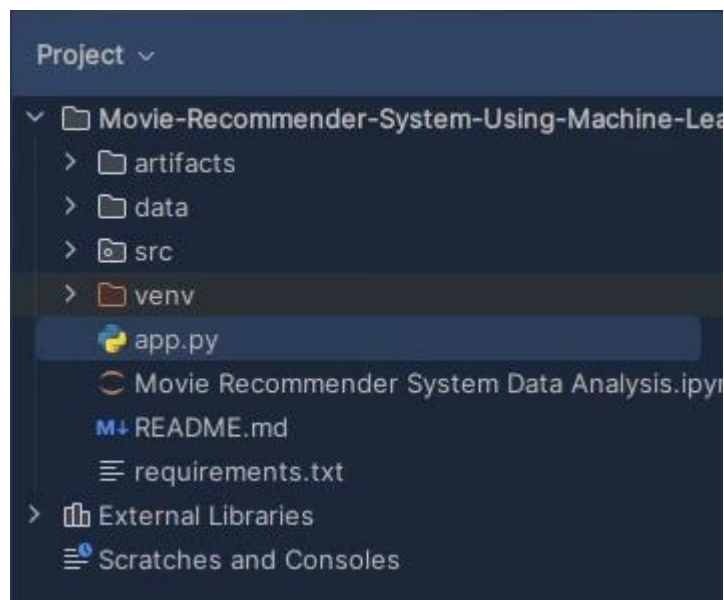 Project
Movie-Recommender-System-Using-Machine-Lea
artifacts
data
src
venv
app.py
Movie Recommender System Data Analysis.ipyn
M↓ README.md
requirements.txt
External Libraries
Scratches and Consoles